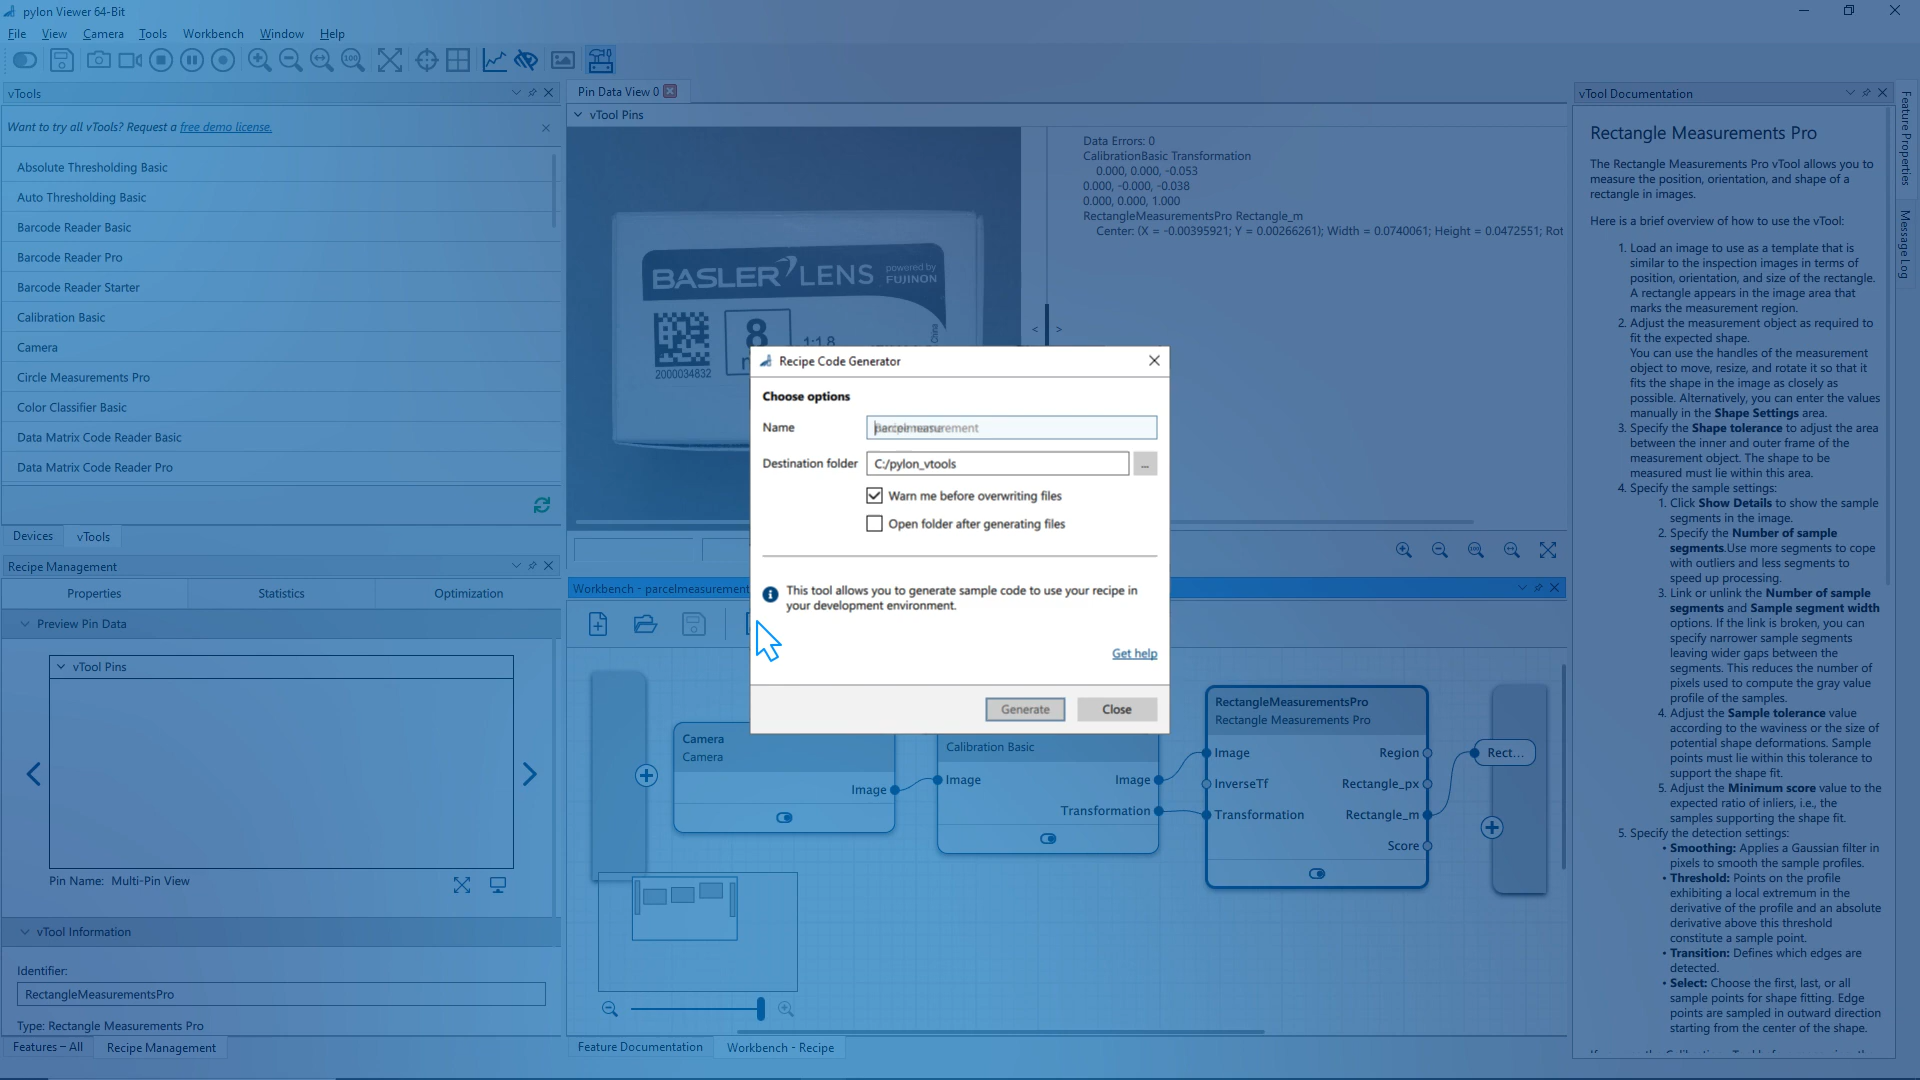 pylon Viewer 64-Bit
File View Camera Tools Workbench Window Help
vTools
Want to try all vTools? Request a free demo license.
Absolute Thresholding Basic
Auto Thresholding Basic
Barcode Reader Basic
Barcode Reader Pro
Barcode Reader Starter
Calibration Basic
Camera
Circle Measurements Pro
Color Classifier Basic
Data Matrix Code Reader Basic
Data Matrix Code Reader Pro
Devices vTools
Recipe Management
Properties Statistics Optimization
Preview Pin Data
vTool Pins
Pin Name: Multi-Pin View
vTool Information
Identifier:
RectangleMeasurementsPro
Type: Rectangle Measurements Pro
Features - All Recipe Management
Pin Data View 0
vTool Pins
BASLER LENS powered by
FUJINON
8
1:1.8
China
2000034832
Data Errors: 0
CalibrationBasic Transformation
0.000, 0.000, -0.053
0.000, -0.000, -0.038
0.000, 0.000, 1.000
RectangleMeasurementsPro Rectangle_m
Center: (X = -0.00395921; Y = 0.00266261); Width = 0.0740061; Height = 0.0472551; Rot
Recipe Code Generator
Choose options
Name
Destination folder C:/pylon_vtools ...
Warn me before overwriting files
Open folder after generating files
This tool allows you to generate sample code to use your recipe in
your development environment.
Get help
Generate Close
Workbench - parcelmeasurement
Camera
Camera
Image
Calibration Basic
Image Image
Transformation
RectangleMeasurementsPro
Rectangle Measurements Pro
Image Region
InverseTf Rectangle_px
Transformation Rectangle_m
Score
Rect...
Feature Documentation Workbench - Recipe
vTool Documentation
Rectangle Measurements Pro
The Rectangle Measurements Pro vTool allows you to
measure the position, orientation, and shape of a
rectangle in images.
Here is a brief overview of how to use the vTool:
1. Load an image to use as a template that is
similar to the inspection images in terms of
position, orientation, and size of the rectangle.
A rectangle appears in the image area that
marks the measurement region.
2. Adjust the measurement object as required to
fit the expected shape.
You can use the handles of the measurement
object to move, resize, and rotate it so that it
fits the shape in the image as closely as
possible. Alternatively, you can enter the values
manually in the Shape Settings area.
3. Specify the Shape tolerance to adjust the area
between the inner and outer frame of the
measurement object. The shape to be
measured must lie within this area.
4. Specify the sample settings:
1. Click Show Details to show the sample
segments in the image.
2. Specify the Number of sample
segments.Use more segments to cope
with outliers and less segments to
speed up processing.
3. Link or unlink the Number of sample
segments and Sample segment width
options. If the link is broken, you can
specify narrower sample segments
leaving wider gaps between the
segments. This reduces the number of
pixels used to compute the gray value
profile of the samples.
4. Adjust the Sample tolerance value
according to the waviness or the size of
potential shape deformations. Sample
points must lie within this tolerance to
support the shape fit.
5. Adjust the Minimum score value to the
expected ratio of inliers, i.e., the
samples supporting the shape fit.
5. Specify the detection settings:
• Smoothing: Applies a Gaussian filter in
pixels to smooth the sample profiles.
• Threshold: Points on the profile
exhibiting a local extremum in the
derivative of the profile and an absolute
derivative above this threshold
constitute a sample point.
• Transition: Defines which edges are
detected.
• Select: Choose the first, last, or all
sample points for shape fitting. Edge
points are sampled in outward direction
starting from the center of the shape.
Feature Properties
Message Log